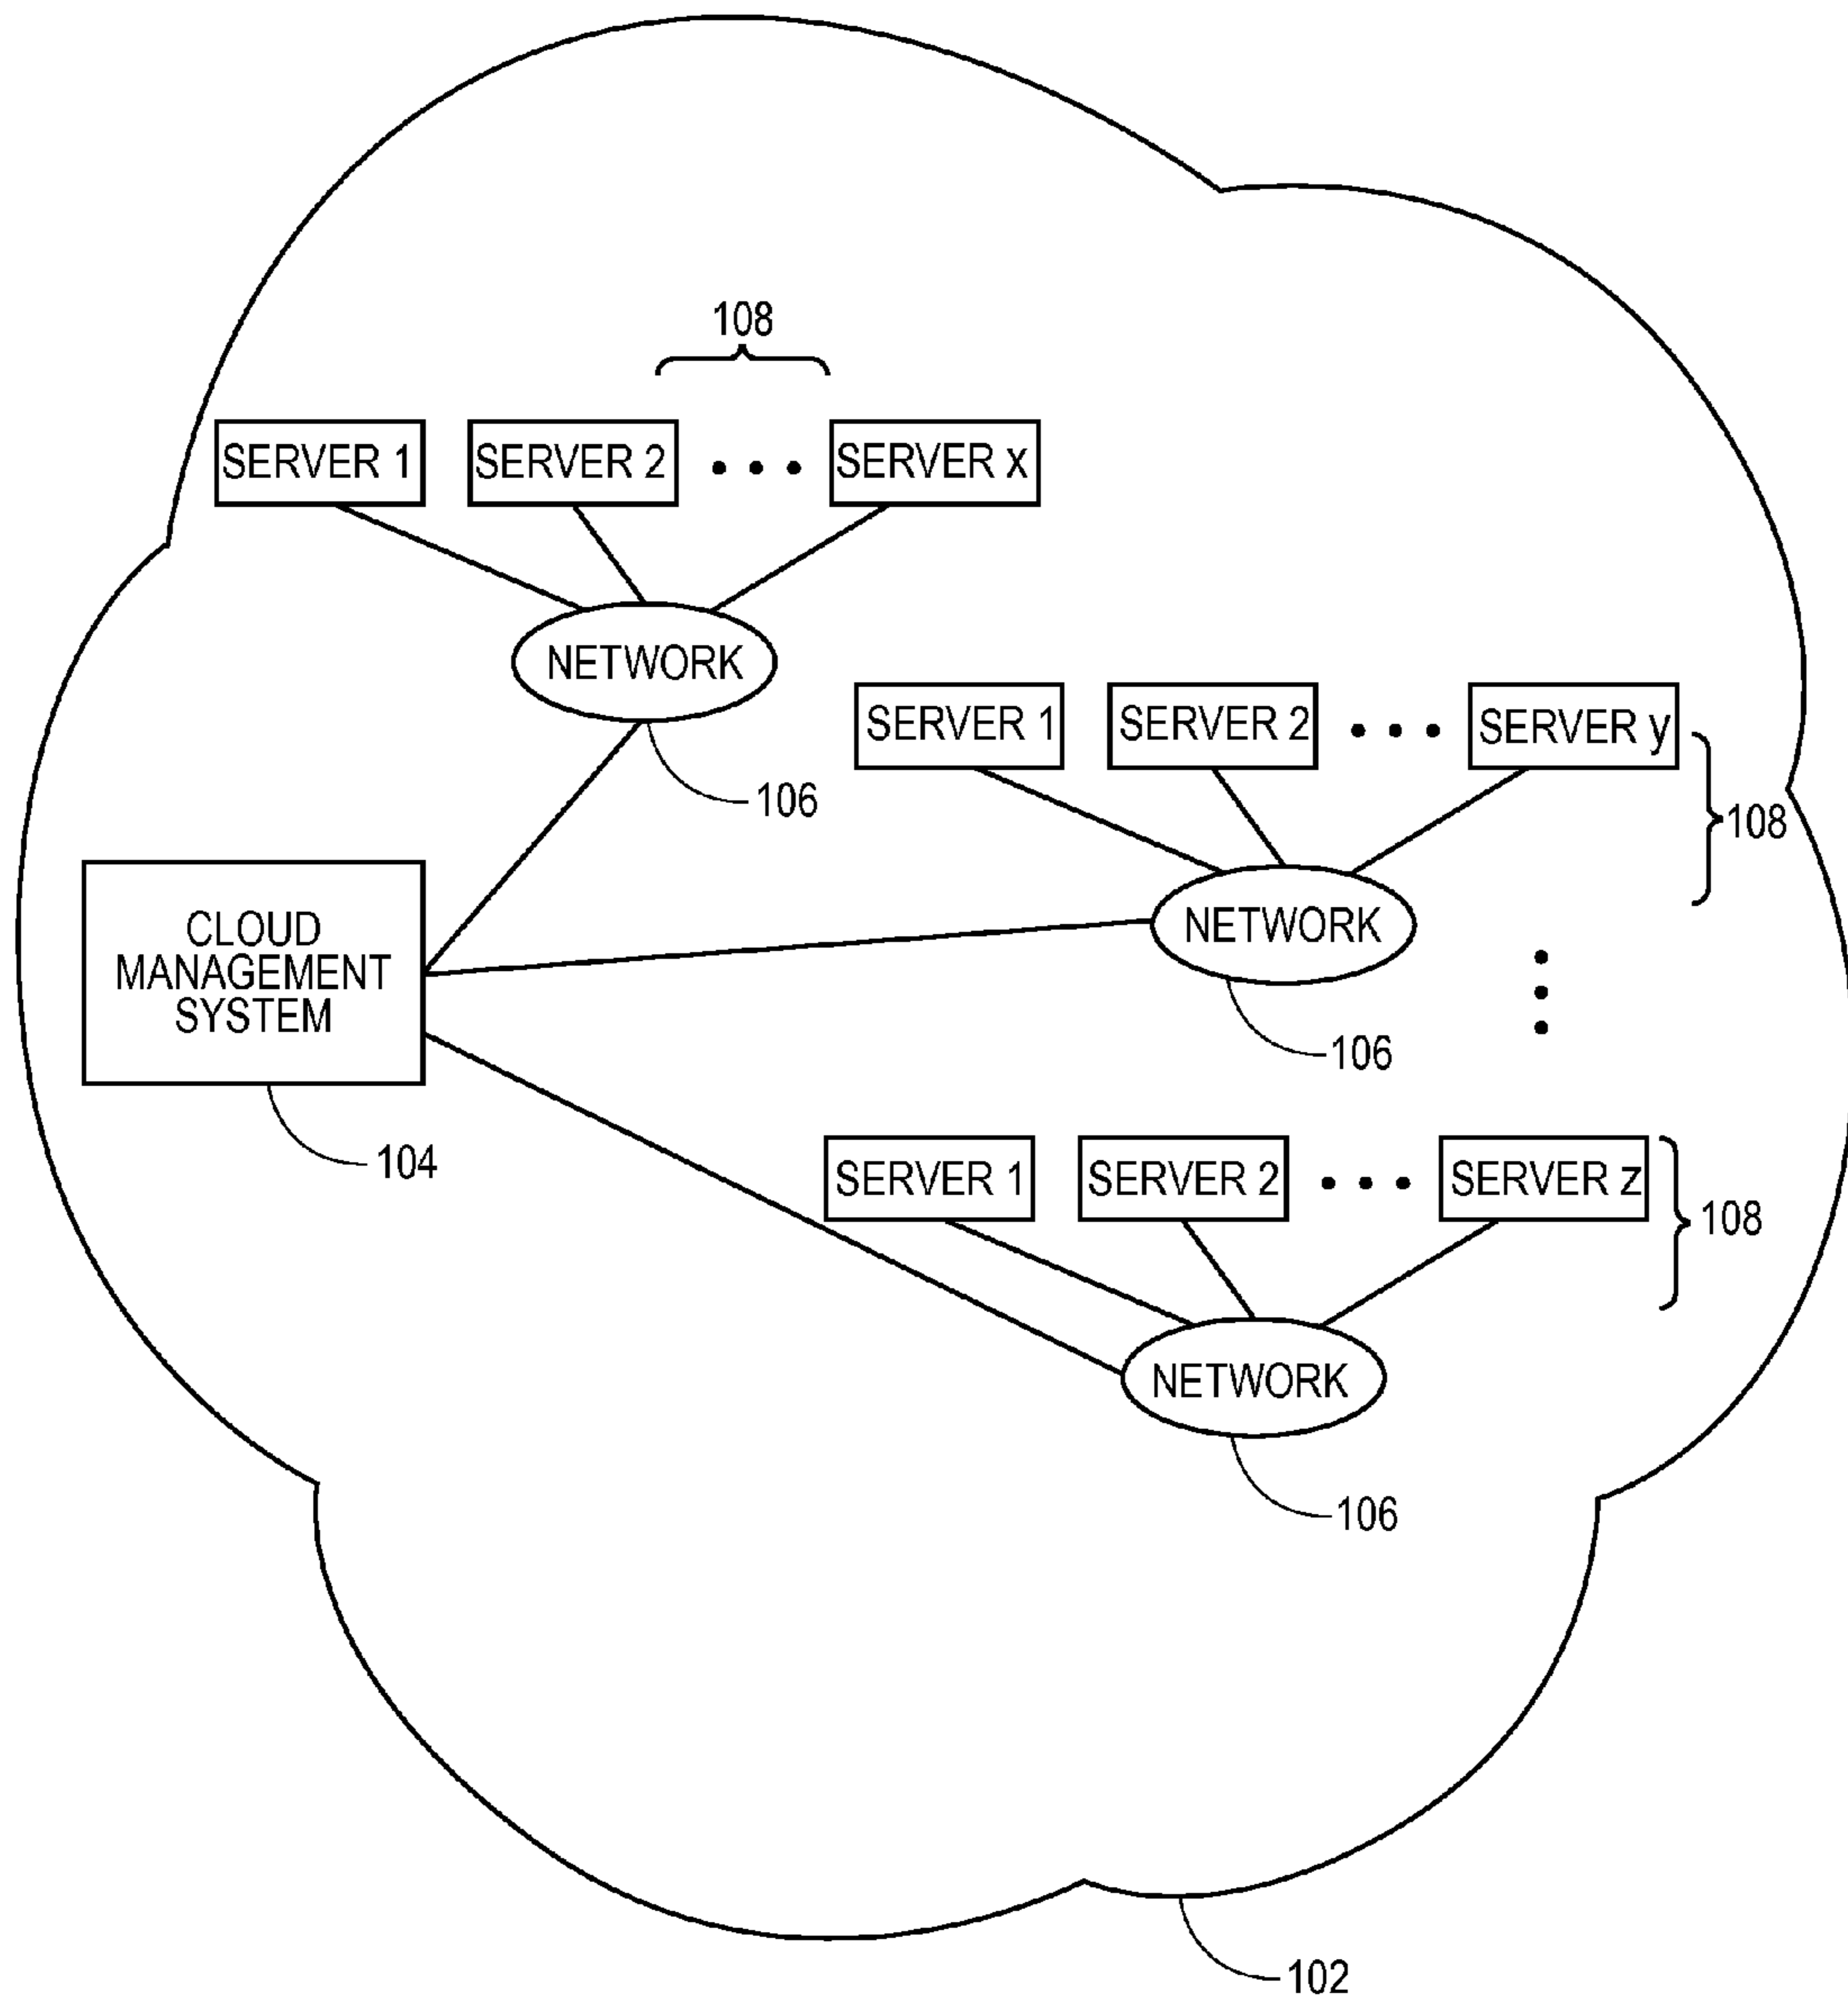 108
SERVER 1 SERVER 2 SERVER x
NETWORK
106
SERVER 1 SERVER 2 SERVER y
108
NETWORK
106
CLOUD
MANAGEMENT
SYSTEM
104
SERVER 1 SERVER 2 SERVER z
108
NETWORK
106
102